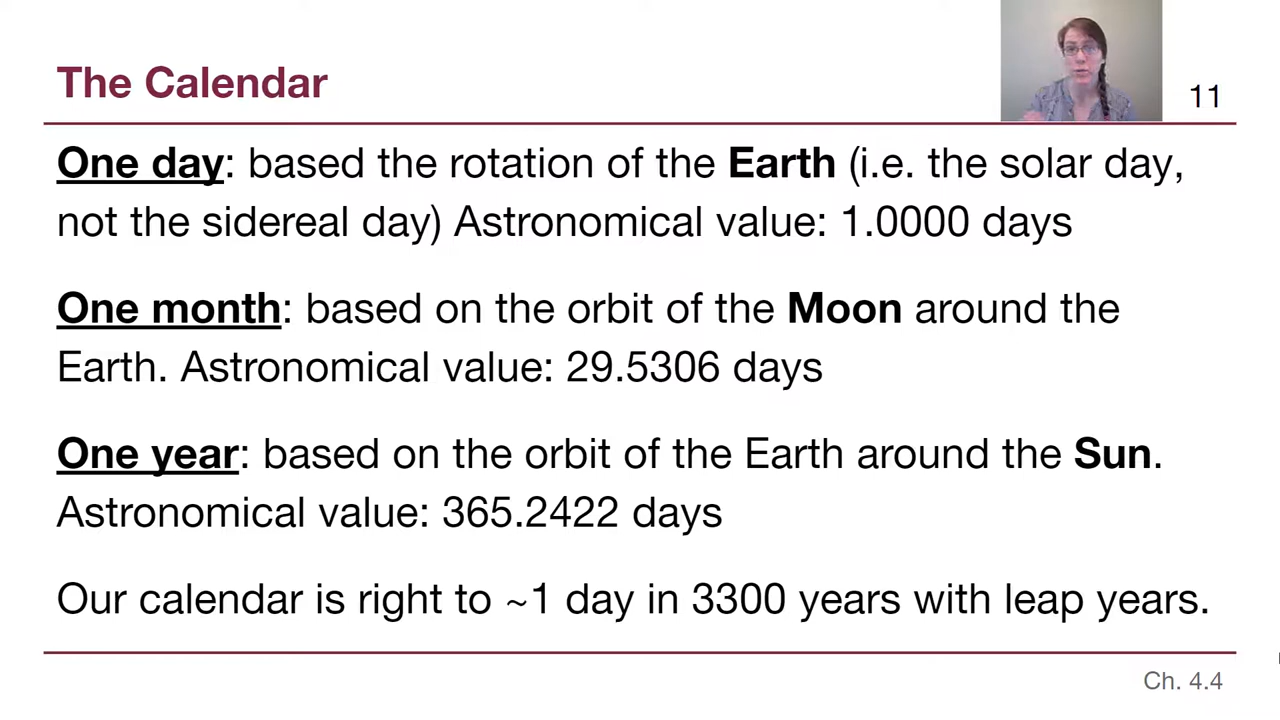 The Calendar
11
One day: based the rotation of the Earth (i.e. the solar day,
not the sidereal day) Astronomical value: 1.0000 days
One month: based on the orbit of the Moon around the
Earth. Astronomical value: 29.5306 days
One year: based on the orbit of the Earth around the Sun.
Astronomical value: 365.2422 days
Our calendar is right to ~1 day in 3300 years with leap years.
Ch. 4.4